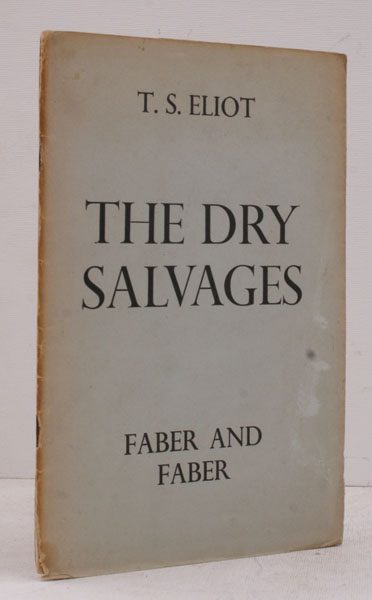 T. S. ELIOT
THE DRY
SALVAGES
FABER AND
FABER